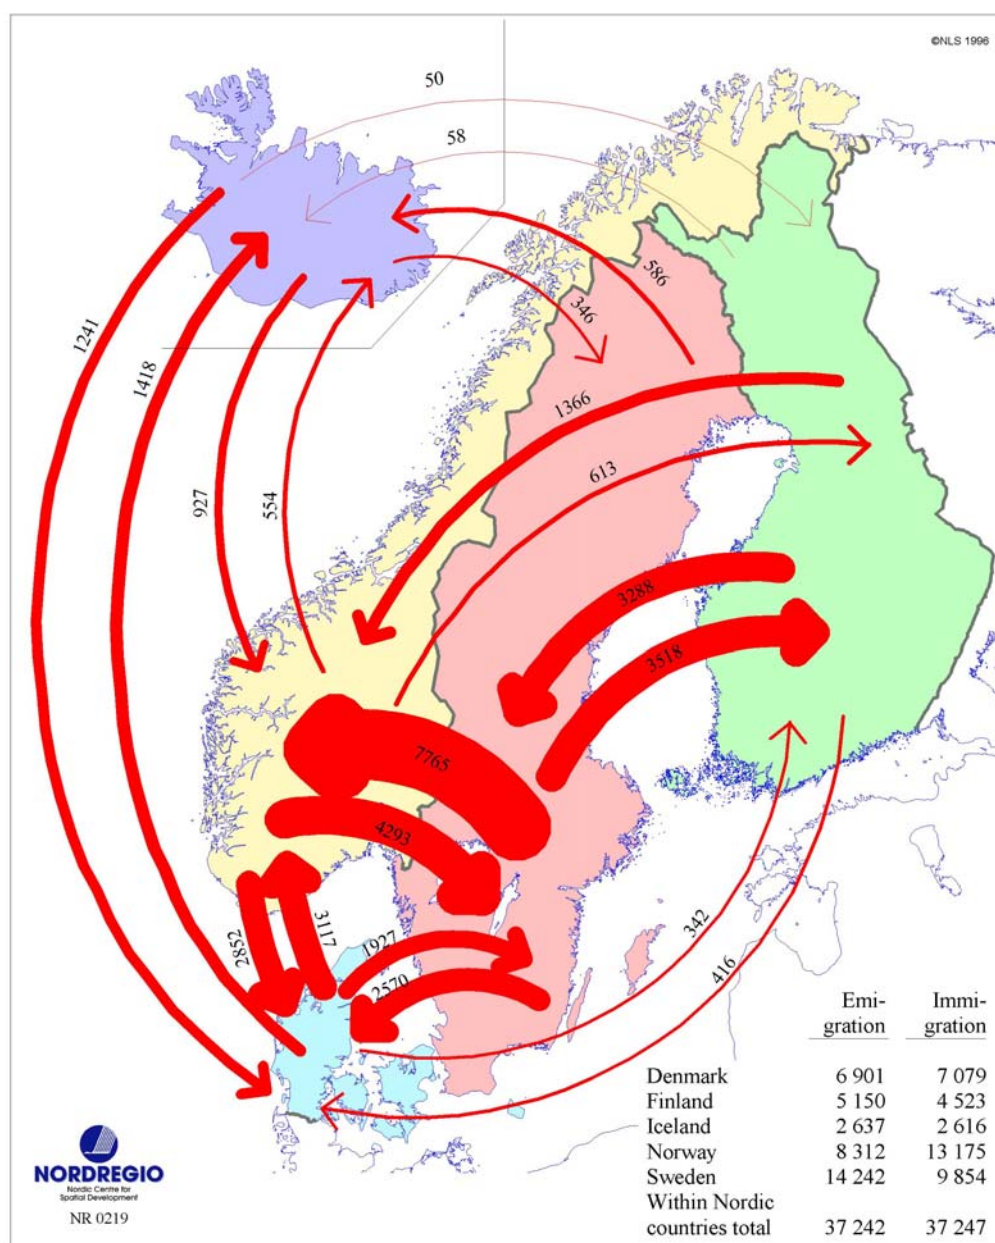 ©NLS 1996
50
58
586
346
1241
1418
1366
613
927
554
3288
3518
7765
4293
2852
3117
1927
2570
342
416
Emi-
gration
Immi-
gration
Denmark 6 901 7 079
Finland 5 150 4 523
Iceland 2 637 2 616
Norway 8 312 13 175
Sweden 14 242 9 854
Within Nordic
countries total 37 242 37 247
NORDREGIO
Nordic Centre for
Spatial Development
NR 0219